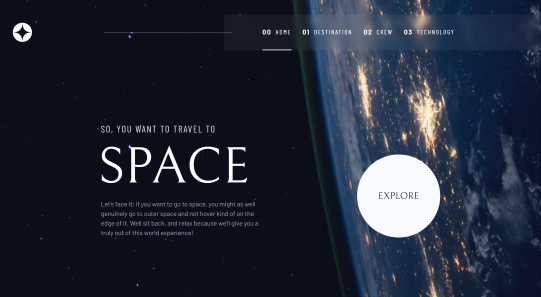 00 HOME 01 DESTINATION 02 CREW 03 TECHNOLOGY
SO, YOU WANT TO TRAVEL TO
SPACE
Let's face it; if you want to go to space, you might as well
genuinely go to outer space and not hover kind of on the
edge of it. Well sit back, and relax because we'll give you a
truly out of this world experience!
EXPLORE